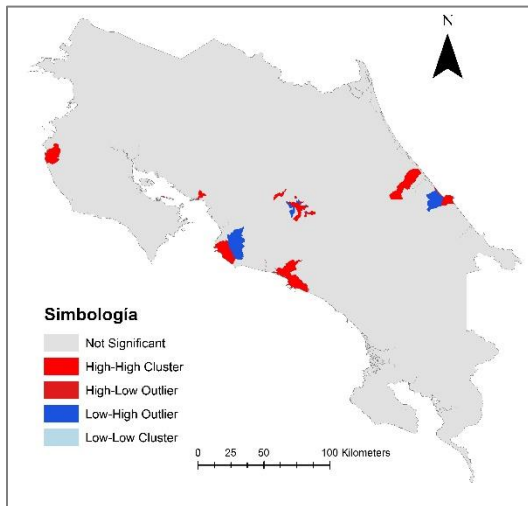 N
Simbología
Not Significant
High-High Cluster
High-Low Outlier
Low-High Outlier
Low-Low Cluster
0 25 50 100 Kilometers